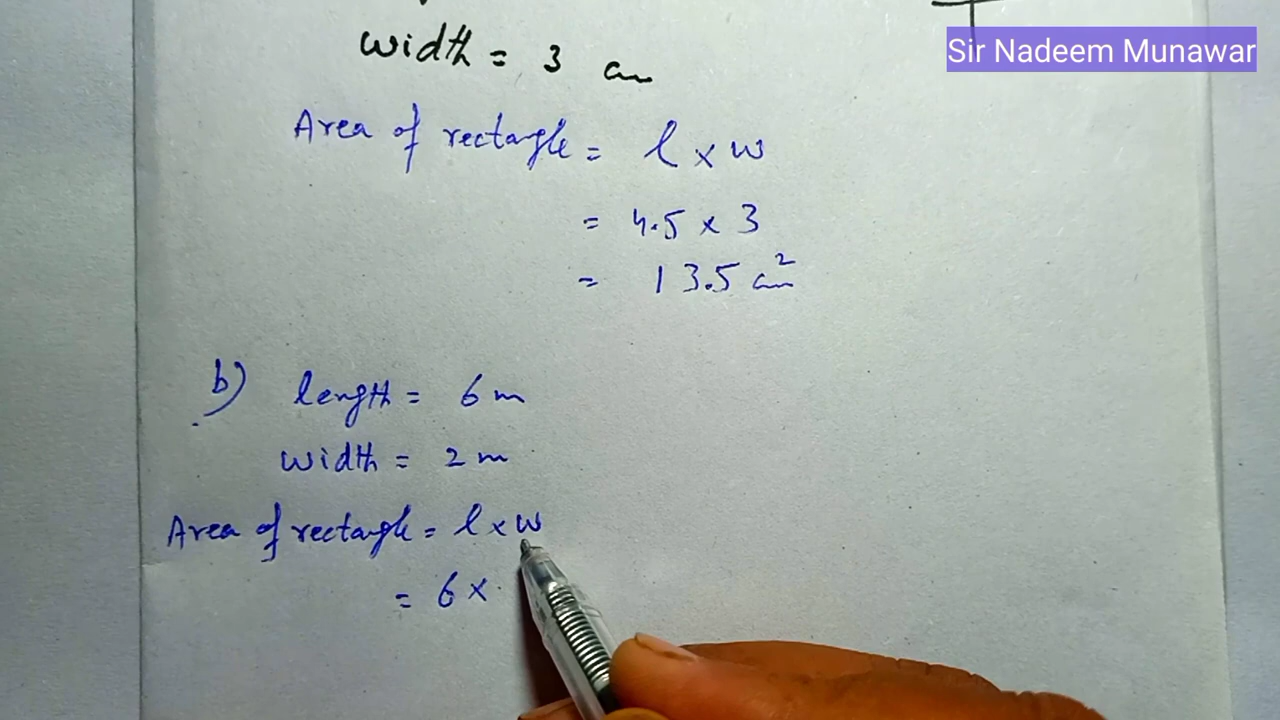 Width = 3 cm
Sir Nadeem Munawar
Area of rectangle = l × w
= 4.5 × 3
= 13.5 cm²
b) length = 6 m
width = 2 m
Area of rectangle = l × w
= 6 ×